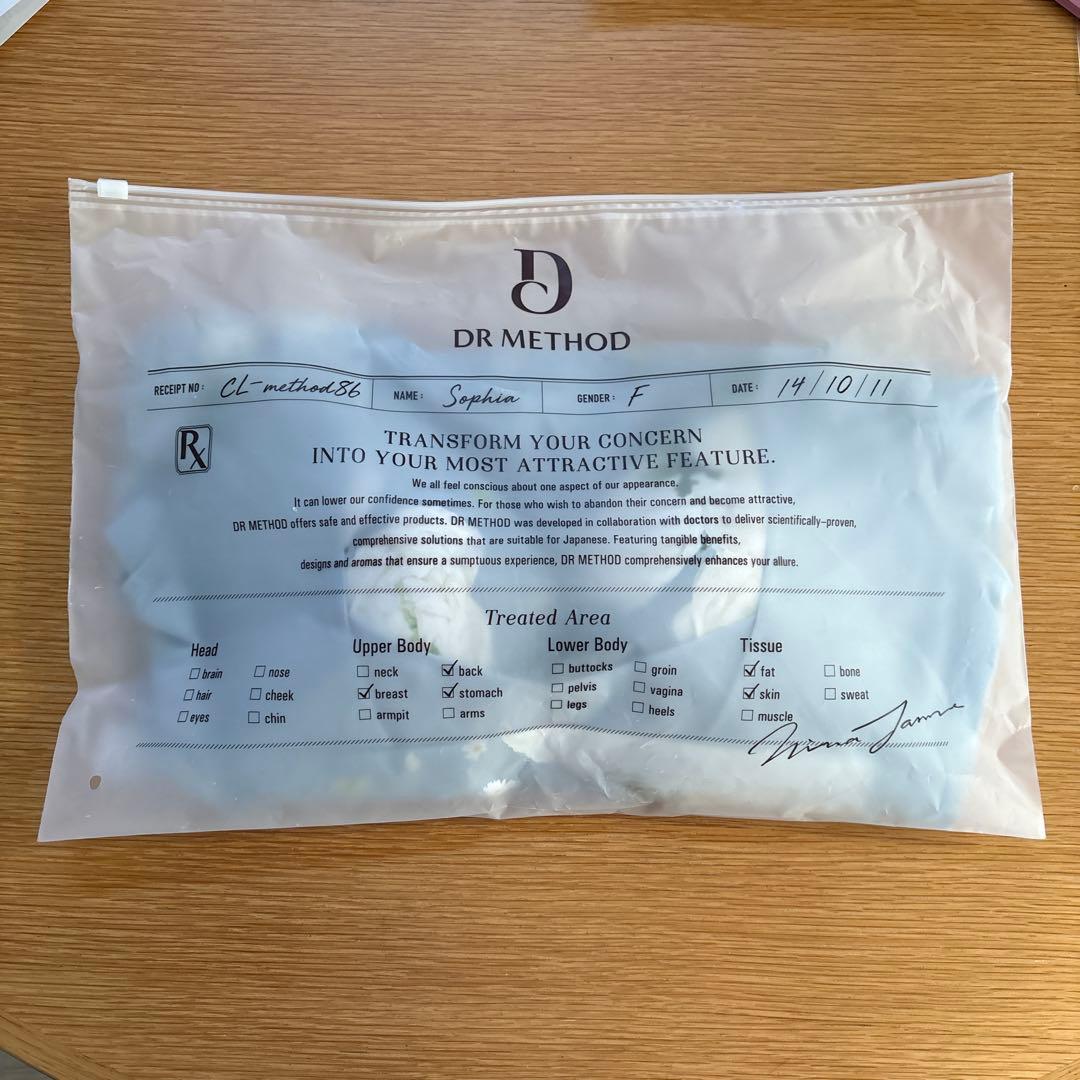 DC
DR METHOD
RECEIPT NO : CL-method86 NAME : Sophia GENDER : F DATE : 14/10/11
Rx
TRANSFORM YOUR CONCERN
INTO YOUR MOST ATTRACTIVE FEATURE.
We all feel conscious about one aspect of our appearance.
It can lower our confidence sometimes. For those who wish to abandon their concern and become attractive,
DR METHOD offers safe and effective products. DR METHOD was developed in collaboration with doctors to deliver scientifically-proven,
comprehensive solutions that are suitable for Japanese. Featuring tangible benefits,
designs and aromas that ensure a sumptuous experience, DR METHOD comprehensively enhances your allure.
Treated Area
Head Upper Body Lower Body Tissue
brain nose neck back buttocks groin fat bone
hair cheek breast stomach pelvis vagina skin sweat
eyes chin armpit arms legs heels muscle